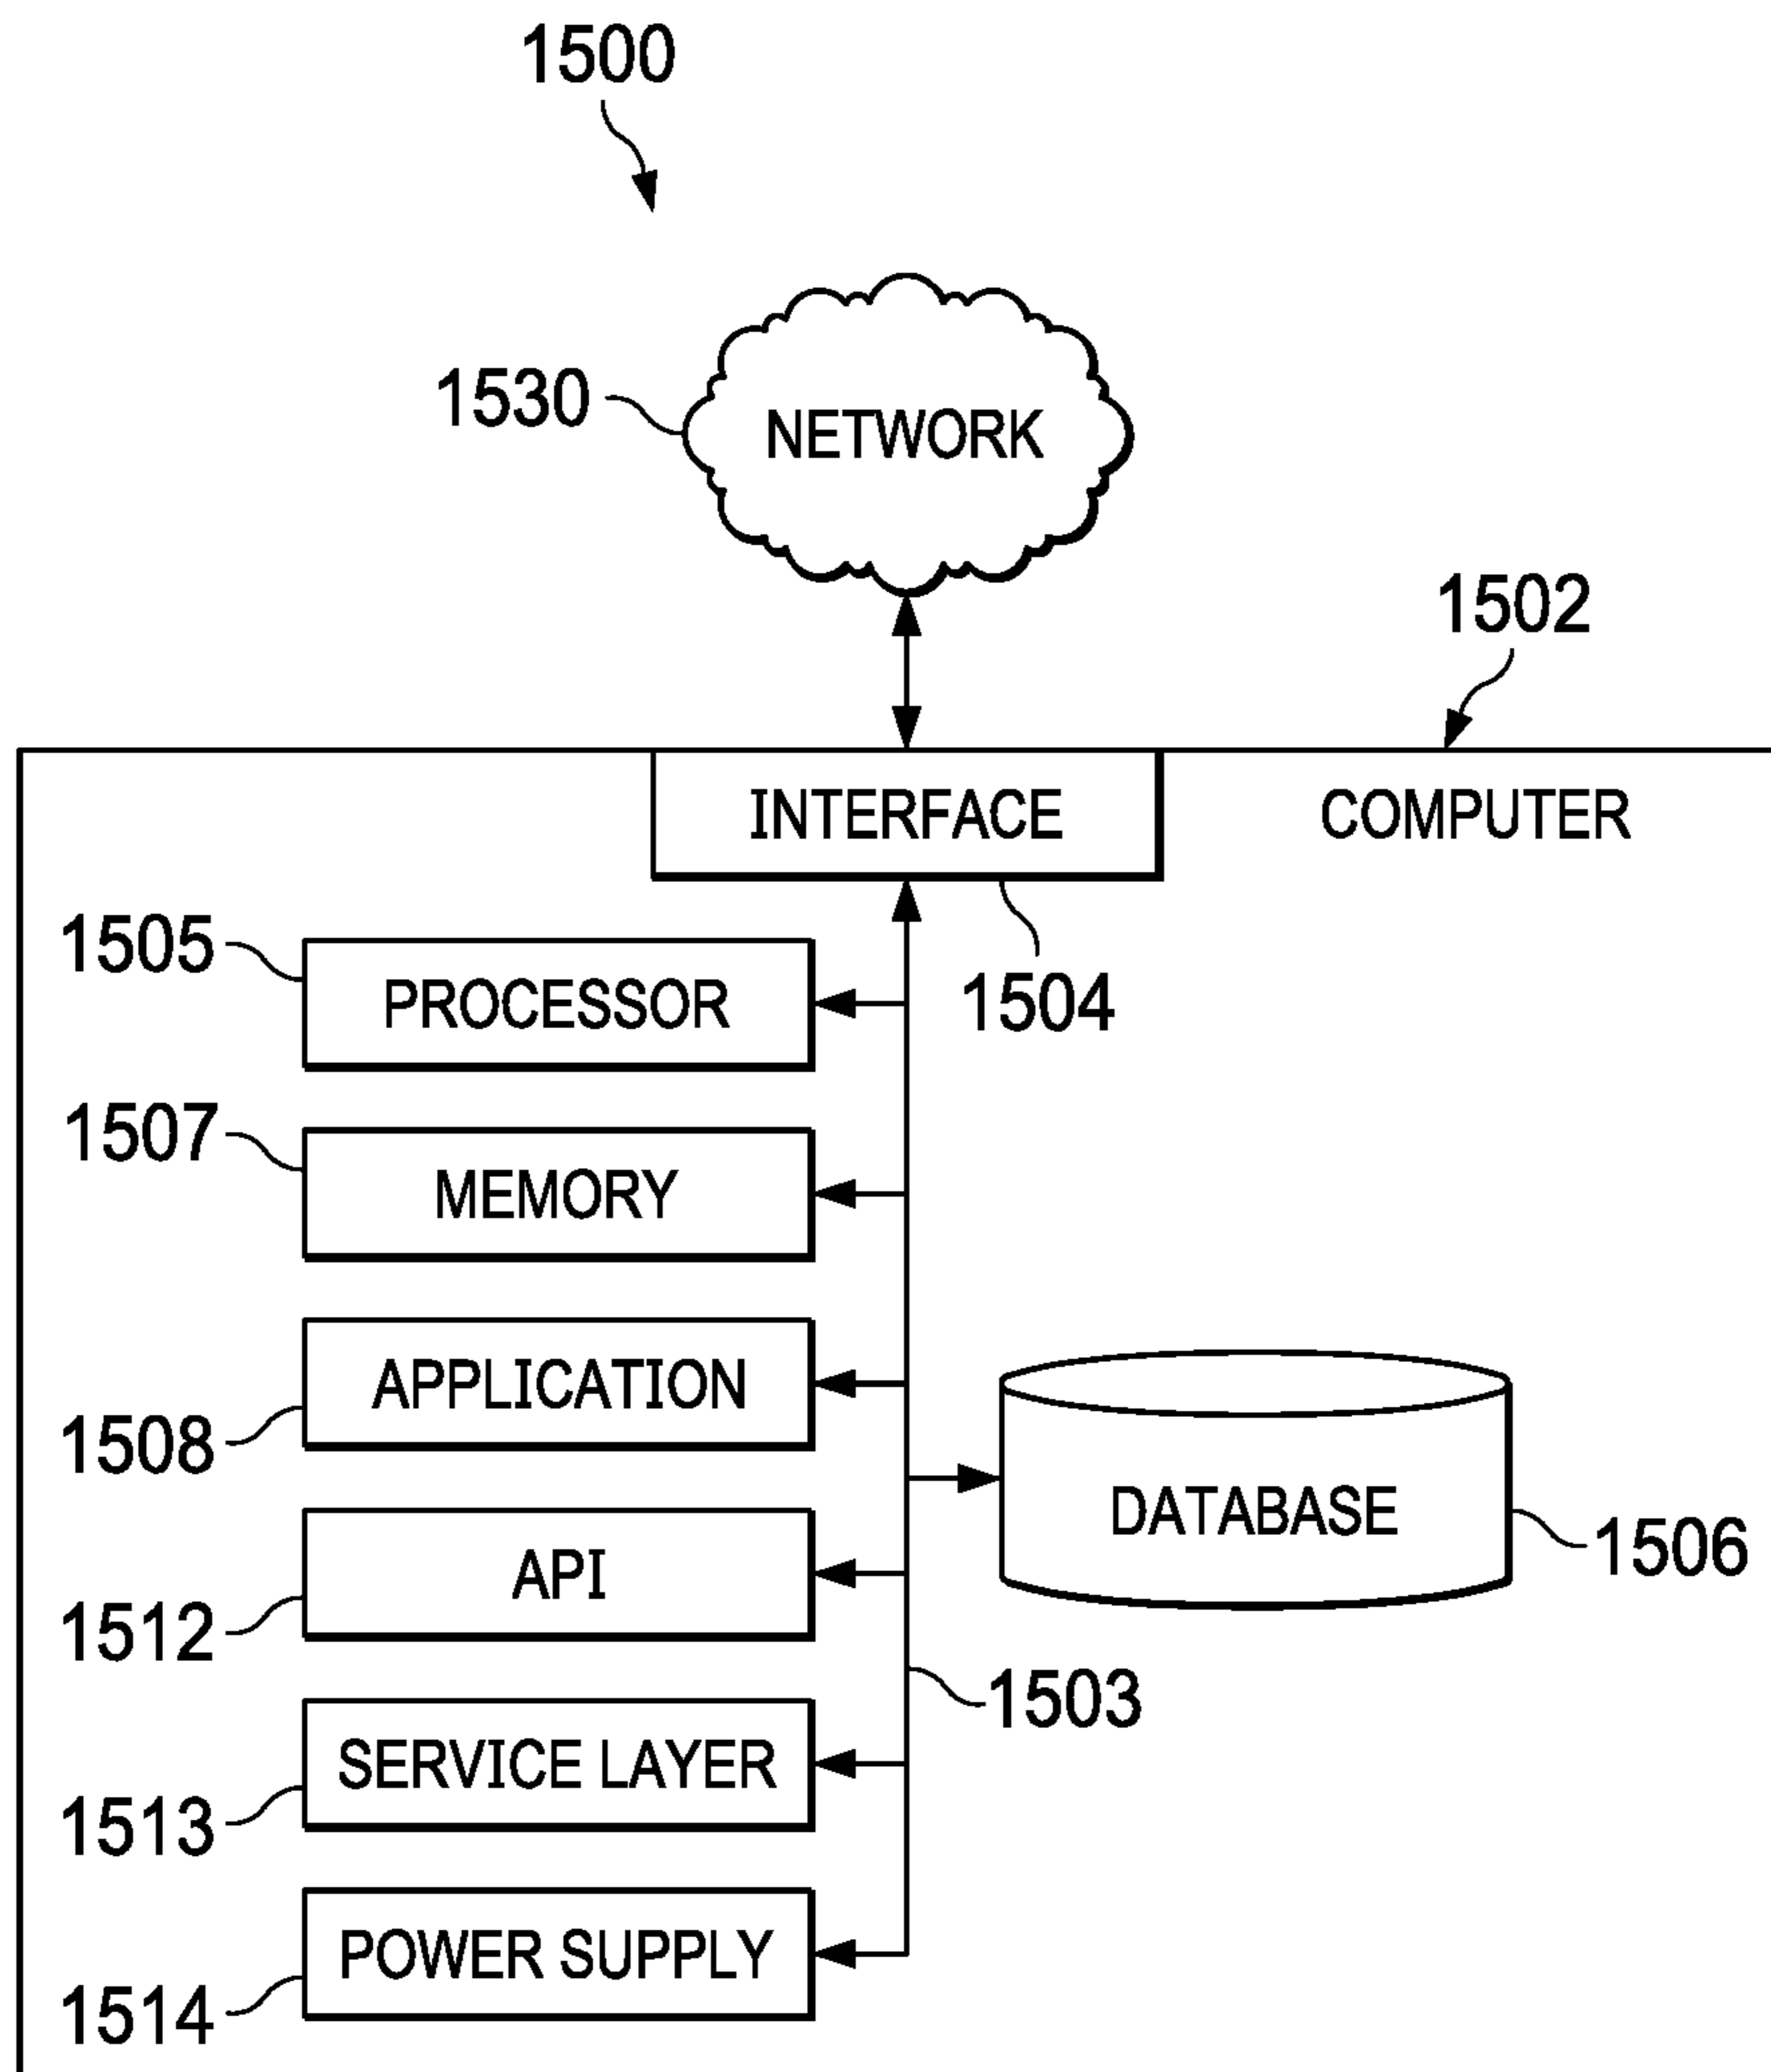 1500
1530
NETWORK
1502
INTERFACE
COMPUTER
1505
PROCESSOR
1504
1507
MEMORY
APPLICATION
1508
DATABASE
1506
API
1512
1503
SERVICE LAYER
1513
POWER SUPPLY
1514